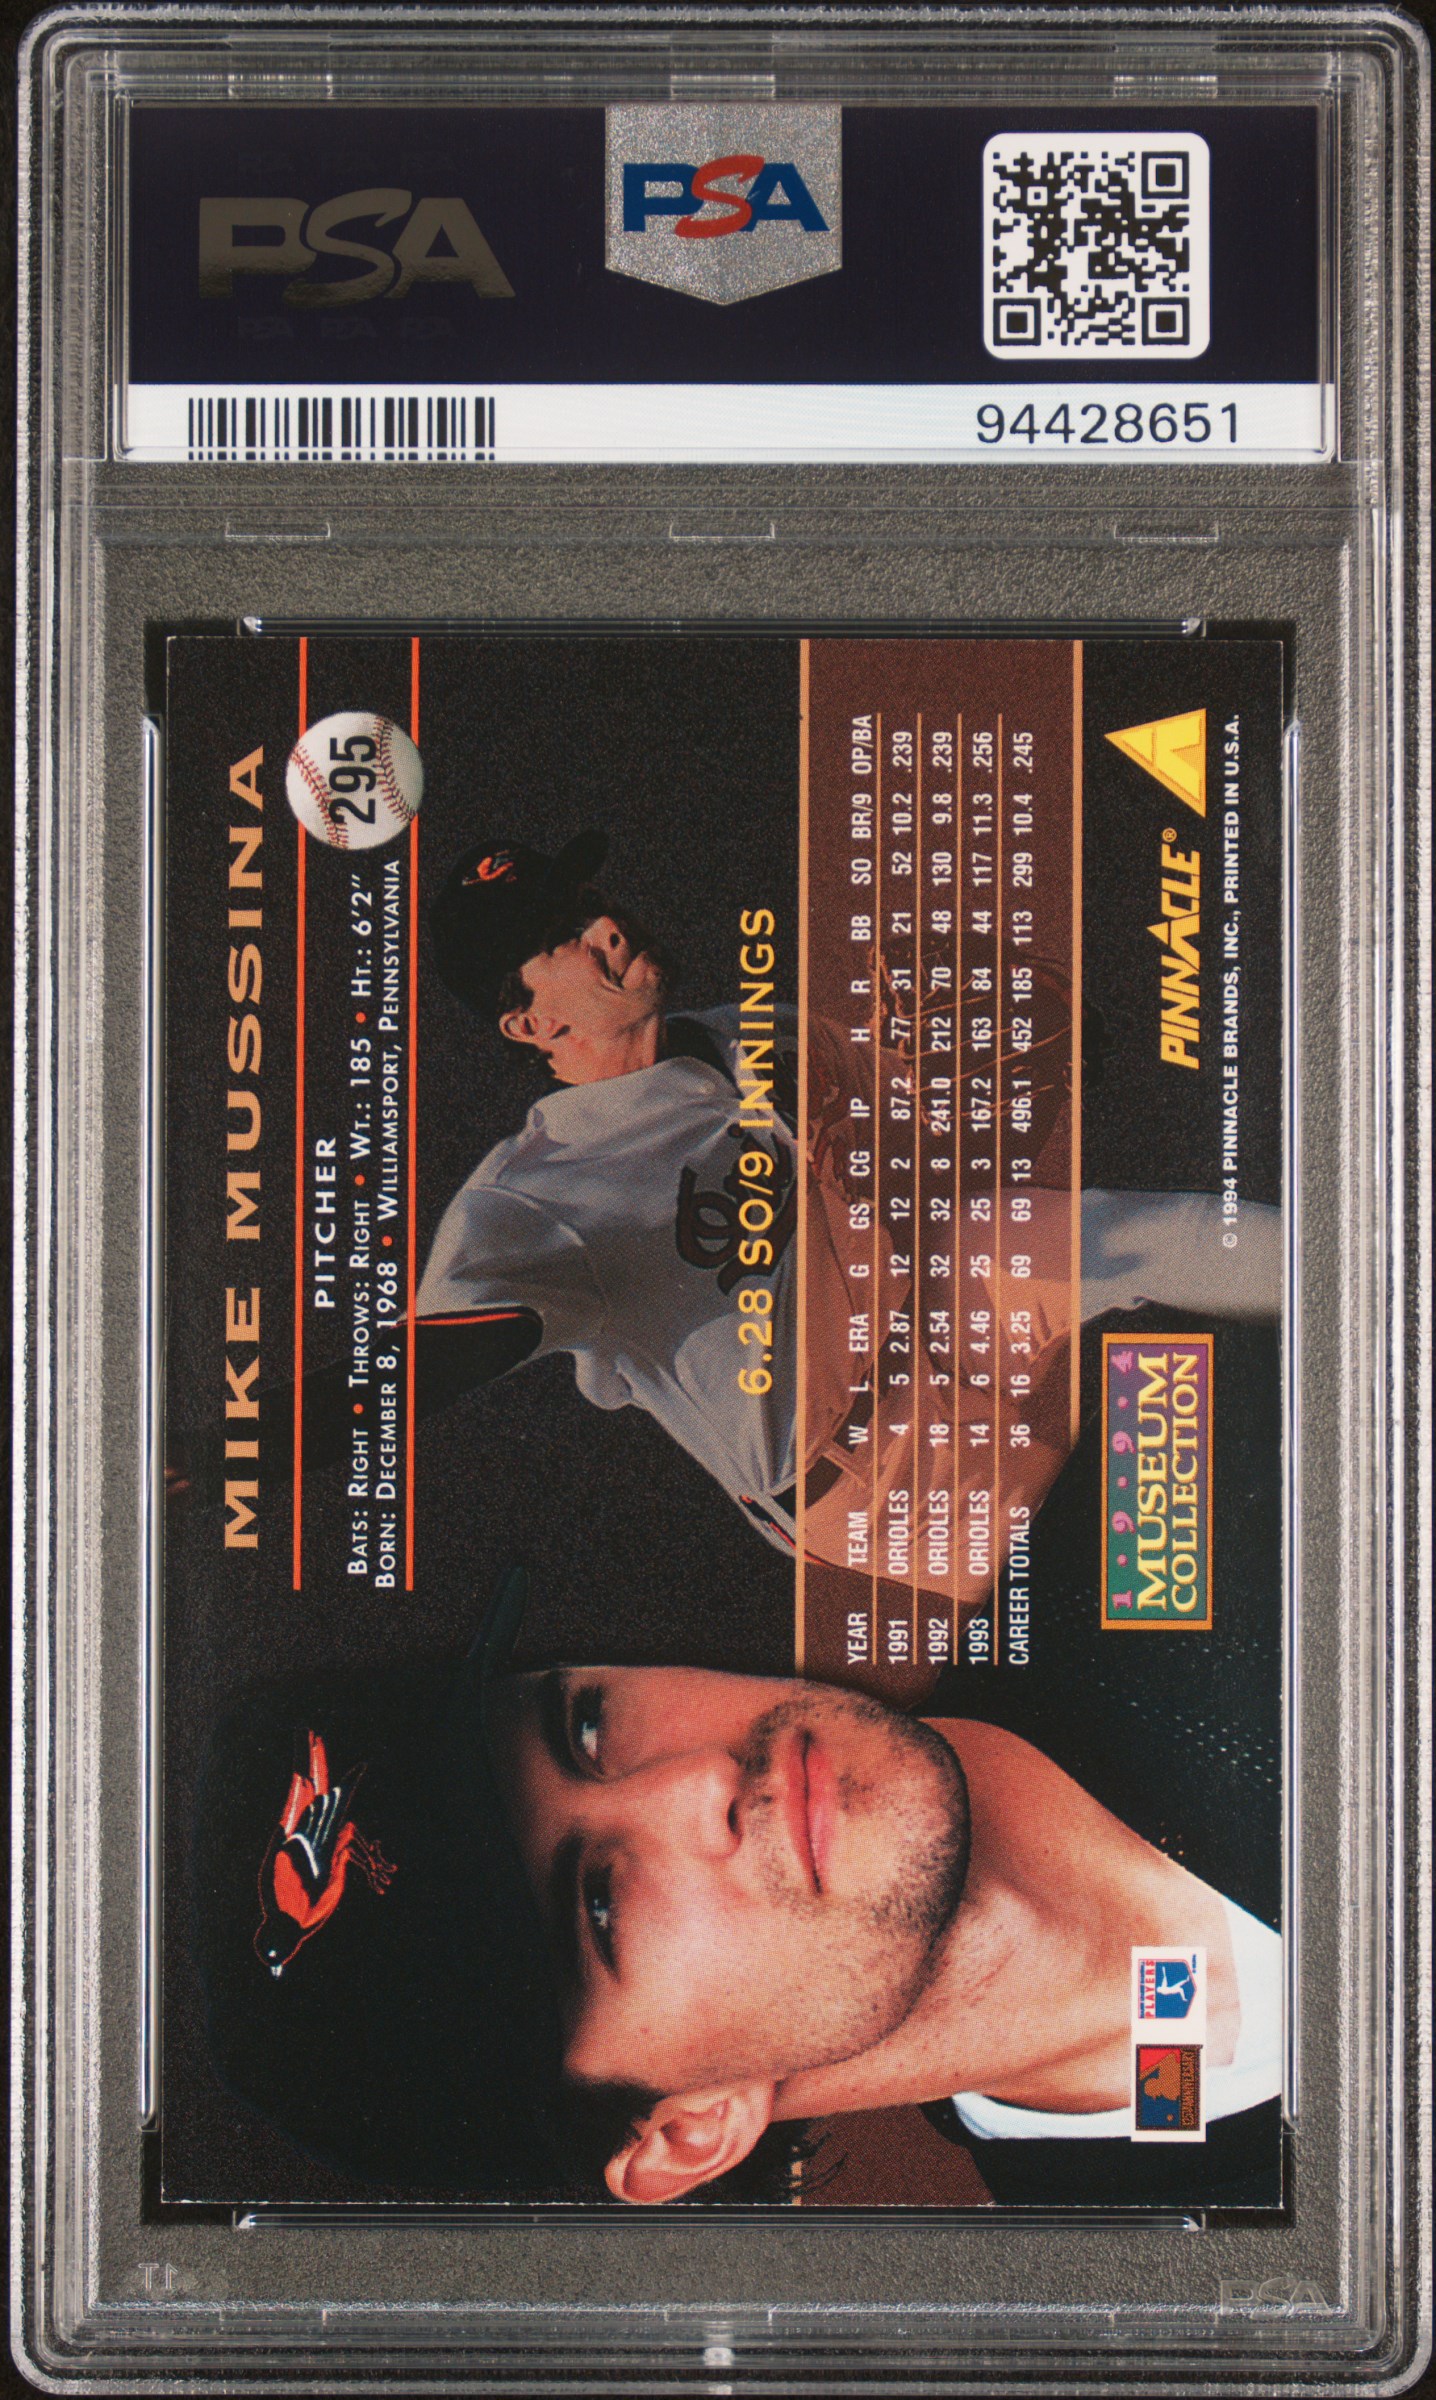 PSA
PSA
94428651
MIKE MUSSINA
295
PITCHER
BATS: RIGHT • THROWS: RIGHT • WT.: 185 • HT.: 6'2"
BORN: DECEMBER 8, 1968 • WILLIAMSPORT, PENNSYLVANIA
6.28 SO/9 INNINGS
YEAR TEAM W L ERA G GS CG IP H R BB SO BR/9 OP/BA
1991 ORIOLES 4 5 2.87 12 12 2 87.2 77 31 21 52 10.2 .239
1992 ORIOLES 18 5 2.54 32 32 8 241.0 212 70 48 130 9.8 .239
1993 ORIOLES 14 6 4.46 25 25 3 167.2 163 84 44 117 11.3 .256
CAREER TOTALS 36 16 3.25 69 69 13 496.1 452 185 113 299 10.4 .245
1·9·9·4
MUSEUM
COLLECTION
PINNACLE®
© 1994 PINNACLE BRANDS, INC., PRINTED IN U.S.A.
PLAYERS
PSA